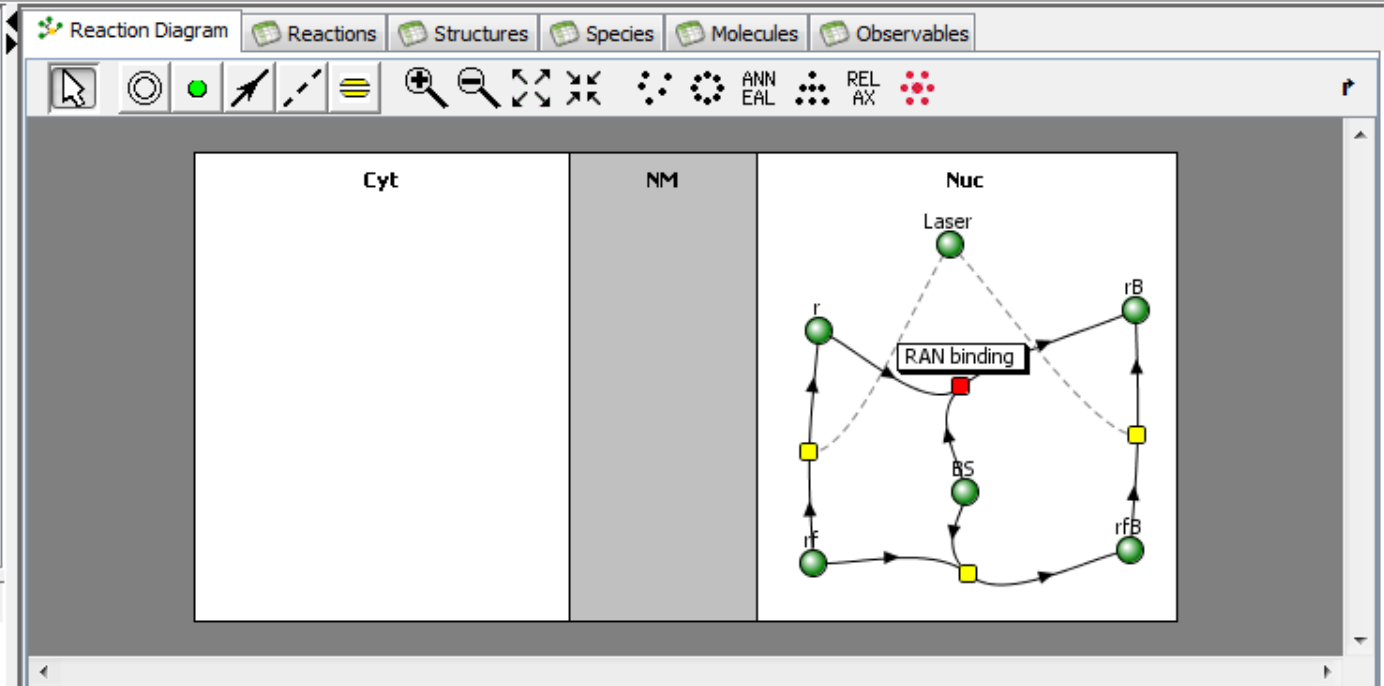 Reaction Diagram
Reactions
Structures
Species
Molecules
Observables
ANN
EAL
REL
AX
Cyt
NM
Nuc
Laser
rB
r
RAN binding
BS
rf
rfB